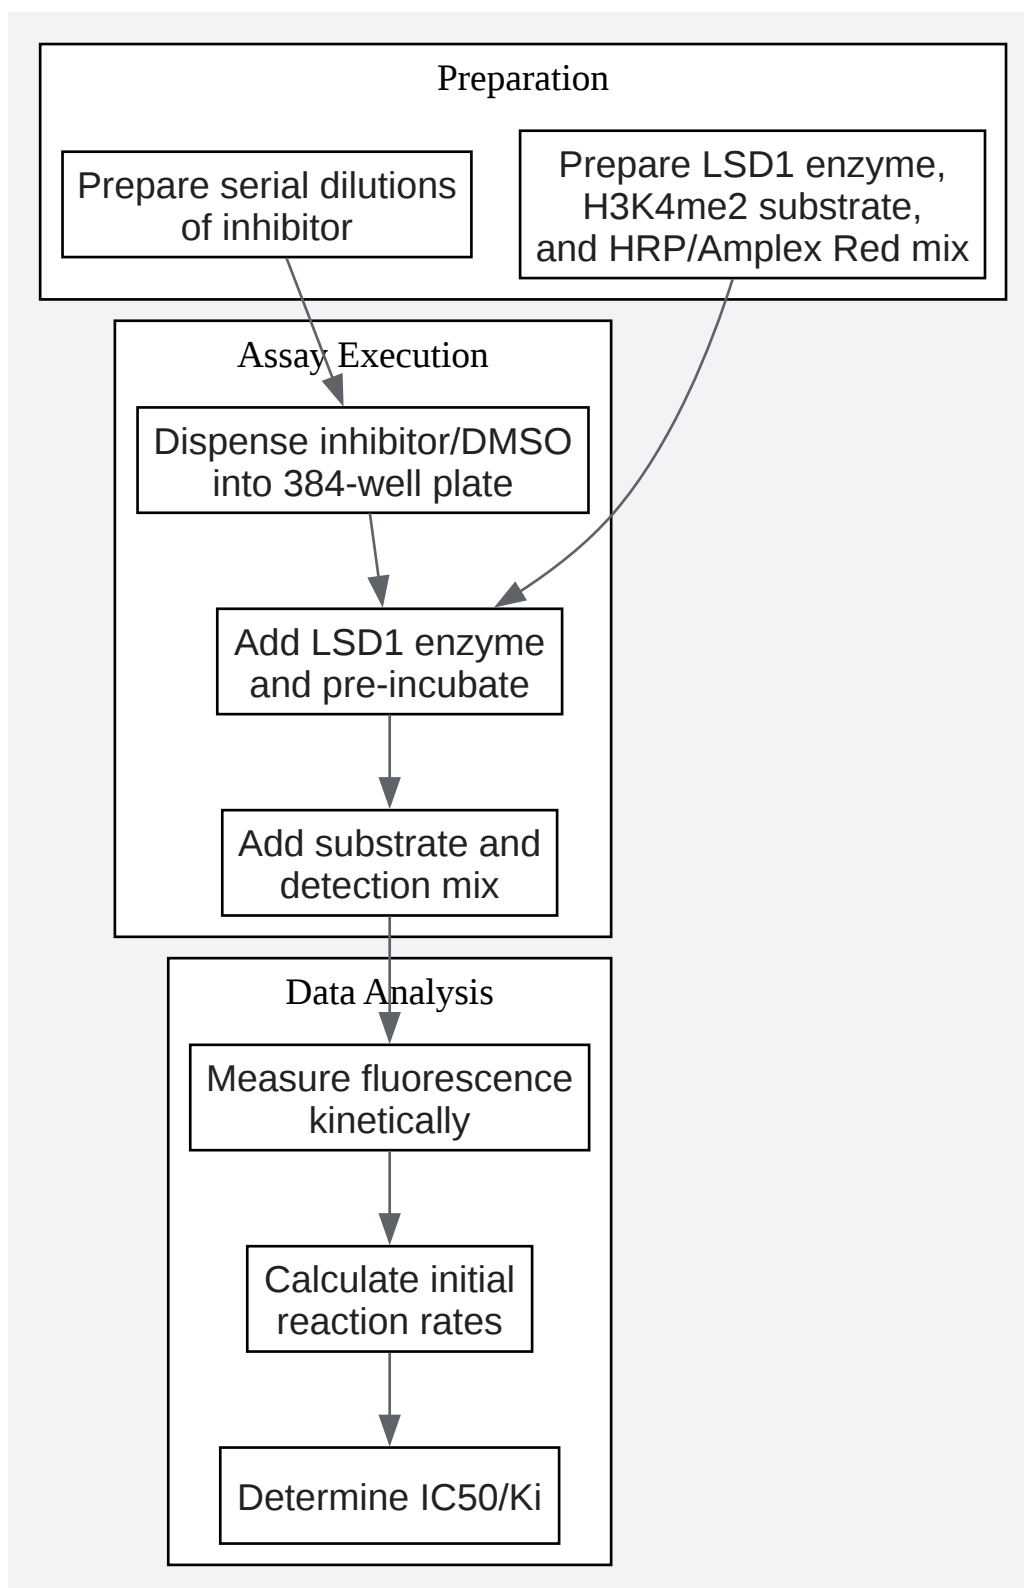 Preparation
Prepare serial dilutions
of inhibitor
Prepare LSD1 enzyme,
H3K4me2 substrate,
and HRP/Amplex Red mix
Assay Execution
Dispense inhibitor/DMSO
into 384-well plate
Add LSD1 enzyme
and pre-incubate
Add substrate and
detection mix
Data Analysis
Measure fluorescence
kinetically
Calculate initial
reaction rates
Determine IC50/Ki